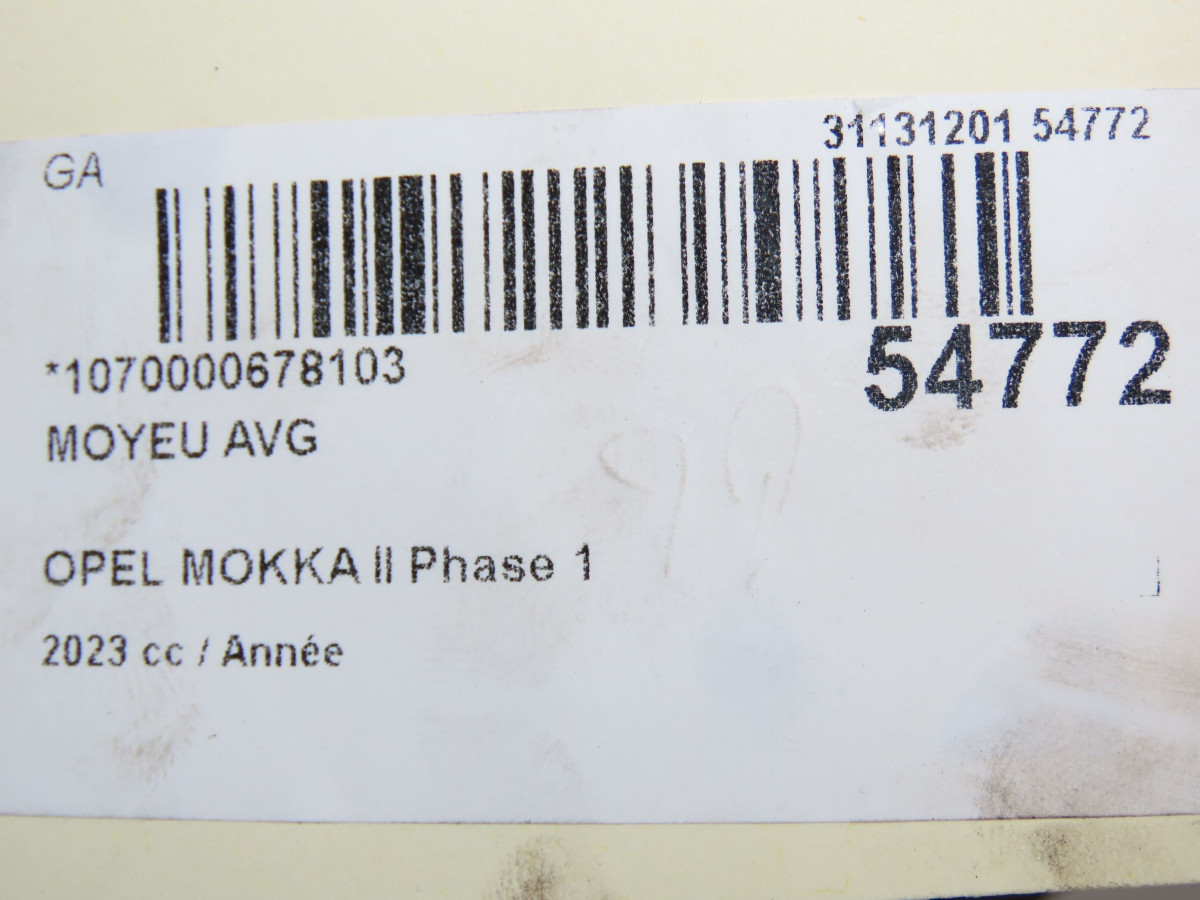 31131201 54772
GA
*1070000678103
54772
MOYEU AVG
OPEL MOKKA II Phase 1
2023 cc / Année